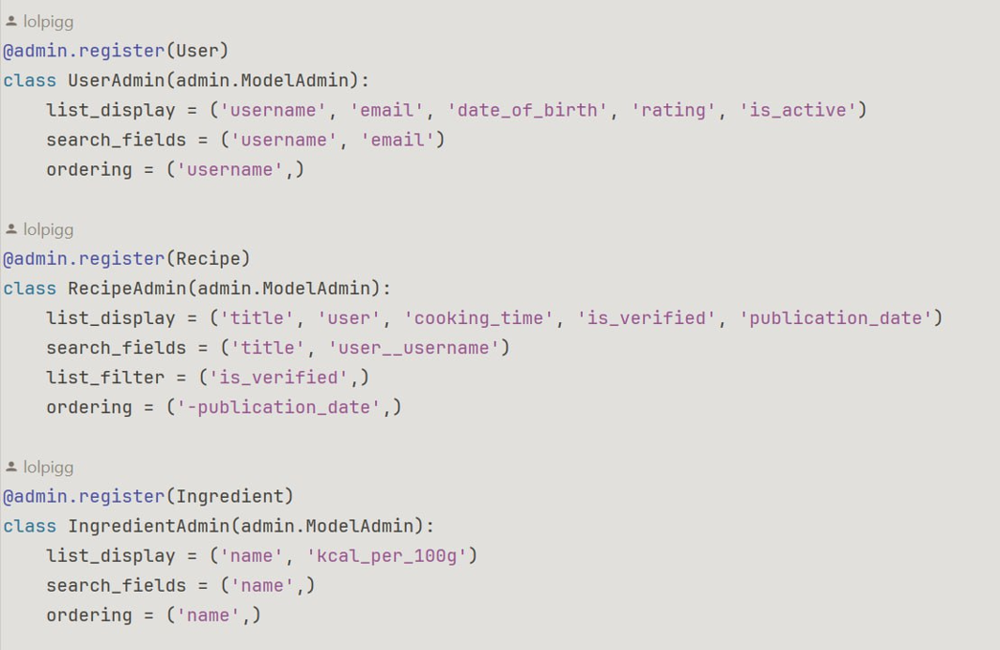 lolpigg
@admin.register(User)
class UserAdmin(admin.ModelAdmin):
    list_display = ('username', 'email', 'date_of_birth', 'rating', 'is_active')
    search_fields = ('username', 'email')
    ordering = ('username',)
lolpigg
@admin.register(Recipe)
class RecipeAdmin(admin.ModelAdmin):
    list_display = ('title', 'user', 'cooking_time', 'is_verified', 'publication_date')
    search_fields = ('title', 'user__username')
    list_filter = ('is_verified',)
    ordering = ('-publication_date',)
lolpigg
@admin.register(Ingredient)
class IngredientAdmin(admin.ModelAdmin):
    list_display = ('name', 'kcal_per_100g')
    search_fields = ('name',)
    ordering = ('name',)